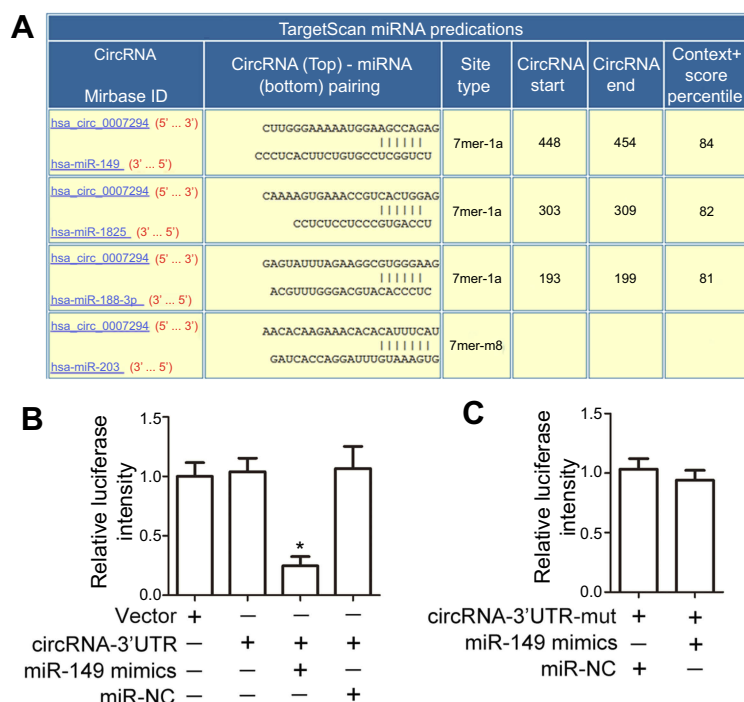 A
TargetScan miRNA predications
CircRNA
Mirbase ID
CircRNA (Top) - miRNA
(bottom) pairing
Site
type
CircRNA
start
CircRNA
end
Context+
score
percentile
hsa_circ_0007294 (5' ... 3')
CUUGGGAAAAAUGGAAGCCAGAG
hsa-miR-149 (3' ... 5')
CCCUCACUUCUGUGCCUCGGUCU
7mer-1a
448
454
84
hsa_circ_0007294 (5' ... 3')
CAAAAGUGAAACCGUCACUGGAG
hsa-miR-1825 (3' ... 5')
CCUCUCCUCCCGUGACCU
7mer-1a
303
309
82
hsa_circ_0007294 (5' ... 3')
GAGUAUUUAGAAGGCGUGGGAAG
hsa-miR-188-3p (3' ... 5')
ACGUUUGGGACGUACACCCUC
7mer-1a
193
199
81
hsa_circ_0007294 (5' ... 3')
AACACAAGAAACACACAUUUCAU
hsa-miR-203 (3' ... 5')
GAUCACCAGGAUUUGUAAAGUG
7mer-m8
B
Relative luciferase
intensity
1.5
1.0
0.5
0.0
*
Vector + − − −
circRNA-3'UTR − + + +
miR-149 mimics − − + −
miR-NC − − − +
C
Relative luciferase
intensity
1.5
1.0
0.5
0.0
circRNA-3'UTR-mut + +
miR-149 mimics − +
miR-NC + −